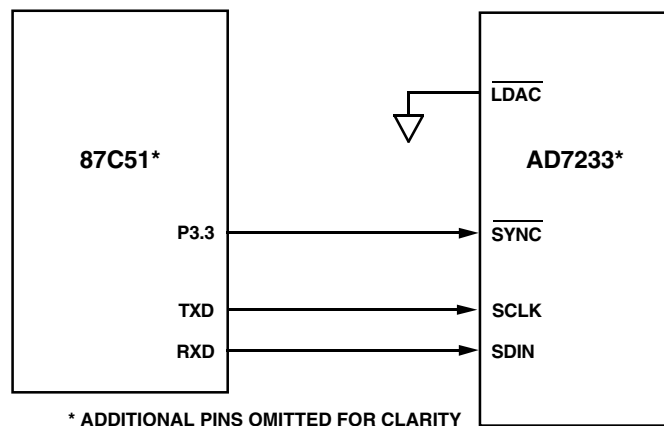 LDAC
87C51*
AD7233*
P3.3
SYNC
TXD
SCLK
RXD
SDIN
* ADDITIONAL PINS OMITTED FOR CLARITY